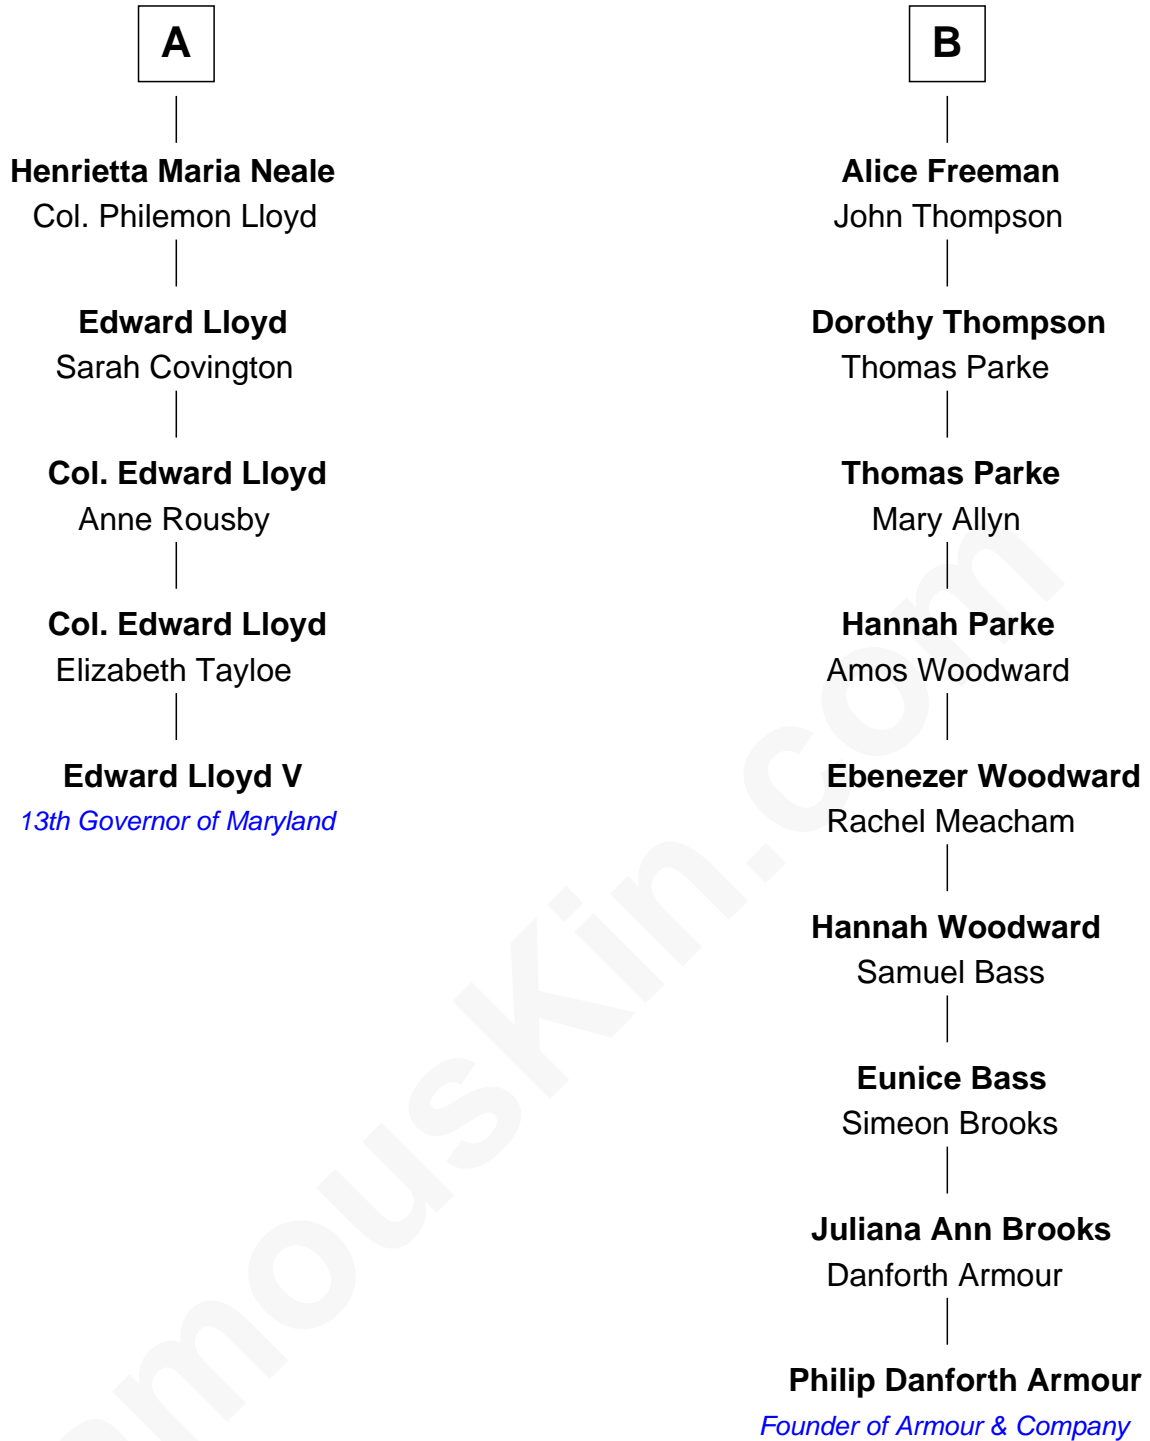 A
Henrietta Maria Neale
Col. Philemon Lloyd
Edward Lloyd
Sarah Covington
Col. Edward Lloyd
Anne Rousby
Col. Edward Lloyd
Elizabeth Tayloe
Edward Lloyd V
13th Governor of Maryland
B
Alice Freeman
John Thompson
Dorothy Thompson
Thomas Parke
Thomas Parke
Mary Allyn
Hannah Parke
Amos Woodward
Ebenezer Woodward
Rachel Meacham
Hannah Woodward
Samuel Bass
Eunice Bass
Simeon Brooks
Juliana Ann Brooks
Danforth Armour
Philip Danforth Armour
Founder of Armour & Company
amouskin.com